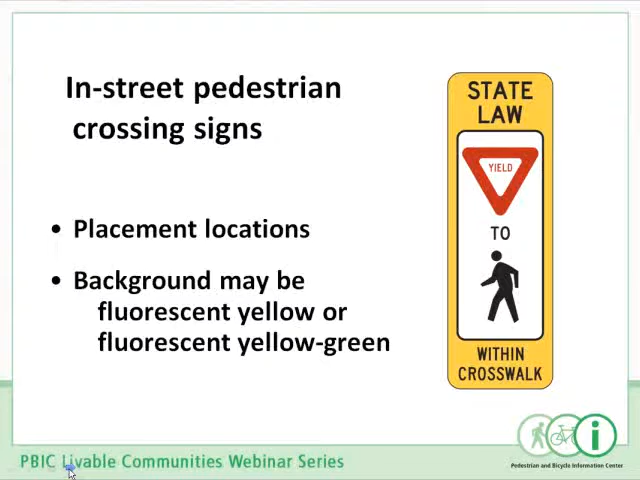 In-street pedestrian
crossing signs
• Placement locations
• Background may be
fluorescent yellow or
fluorescent yellow-green
STATE
LAW
YIELD
TO
WITHIN
CROSSWALK
PBIC Livable Communities Webinar Series
i
Pedestrian and Bicycle Information Center